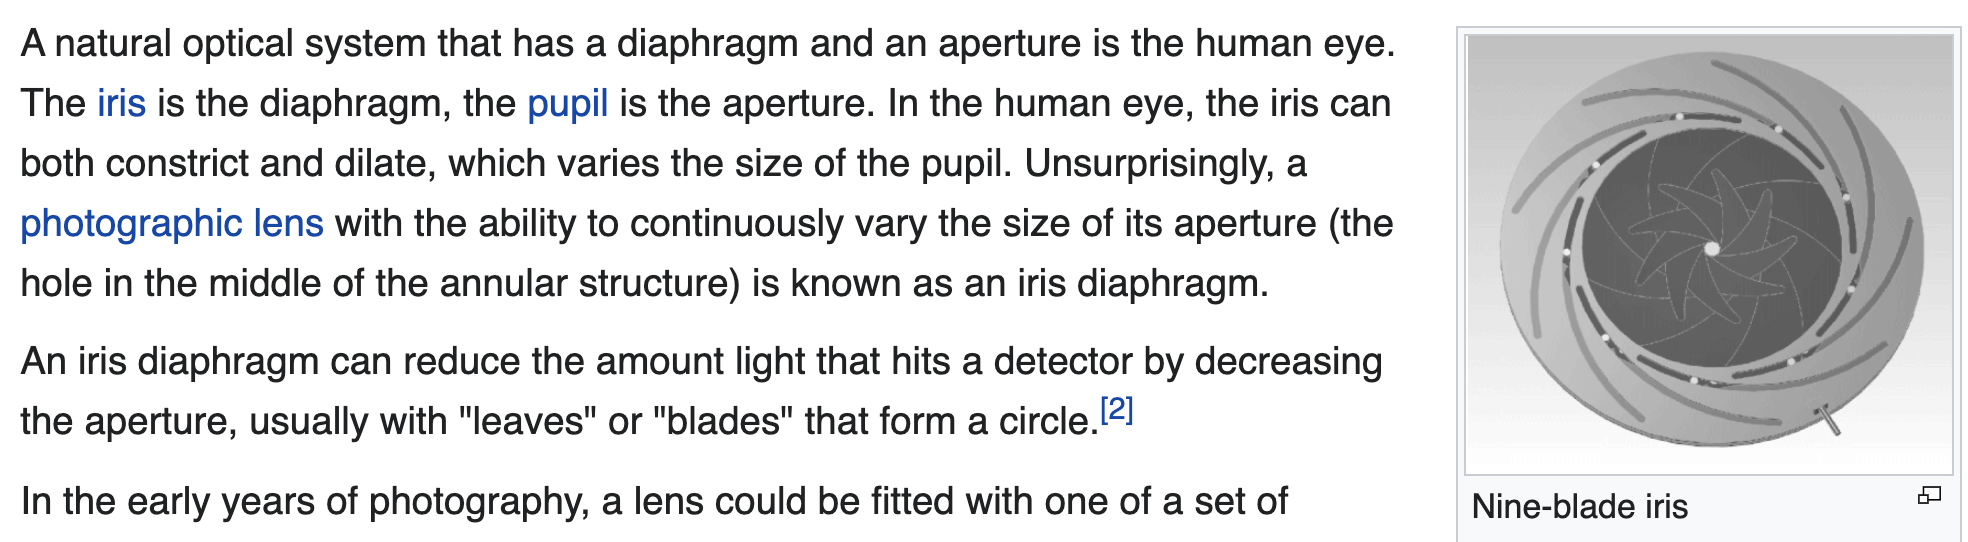 A natural optical system that has a diaphragm and an aperture is the human eye.
The iris is the diaphragm, the pupil is the aperture. In the human eye, the iris can
both constrict and dilate, which varies the size of the pupil. Unsurprisingly, a
photographic lens with the ability to continuously vary the size of its aperture (the
hole in the middle of the annular structure) is known as an iris diaphragm.
An iris diaphragm can reduce the amount light that hits a detector by decreasing
the aperture, usually with "leaves" or "blades" that form a circle.[2]
In the early years of photography, a lens could be fitted with one of a set of
Nine-blade iris